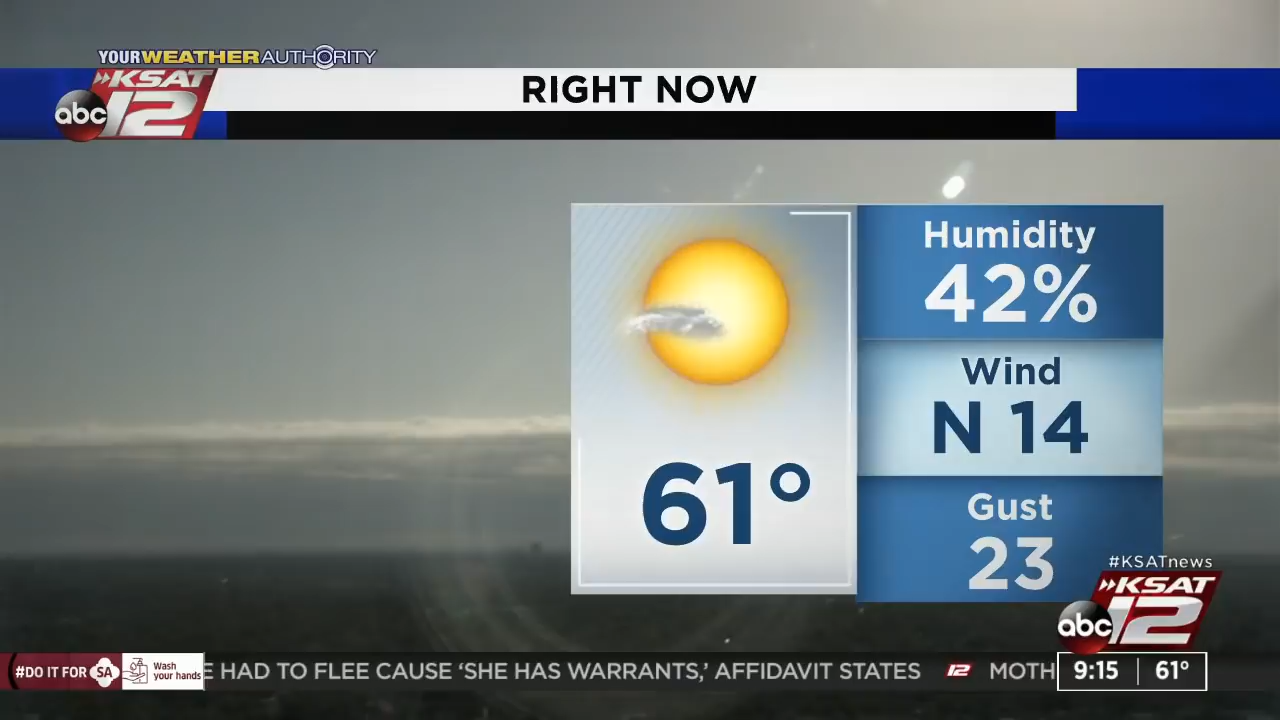 YOURWEATHERAUTHORITY
KSAT
abc 12
RIGHT NOW
Humidity
42%
Wind
N 14
61°
Gust
23
#KSATnews
KSAT
abc 12
#DO IT FOR SA
Wash
your hands
E HAD TO FLEE CAUSE ‘SHE HAS WARRANTS,’ AFFIDAVIT STATES 12 MOTH
9:15 61°